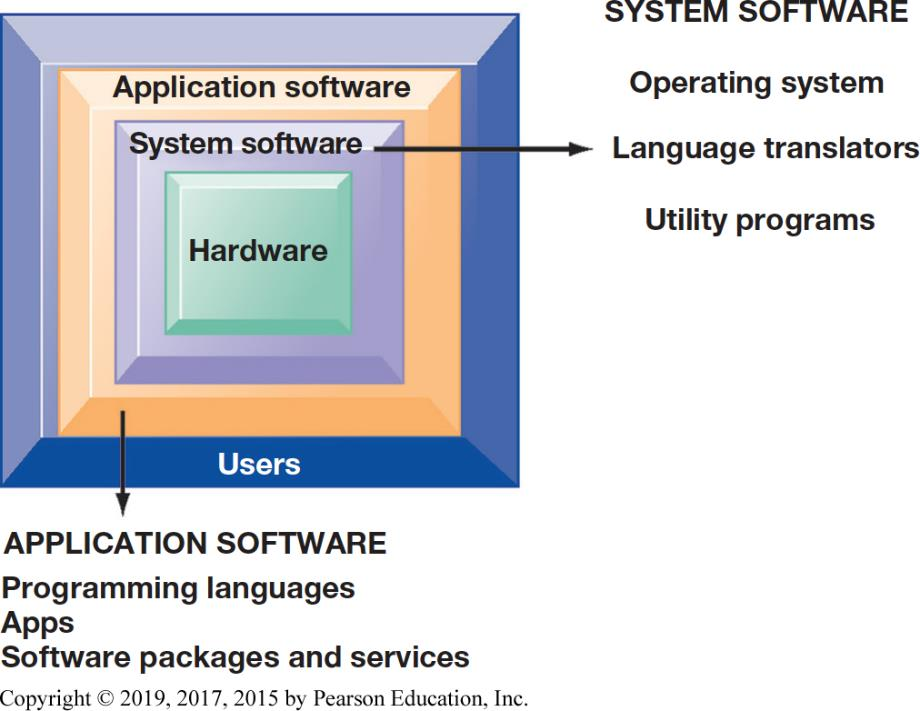 SYSTEM SOFTWARE
Application software
Operating system
System software
Language translators
Utility programs
Hardware
Users
APPLICATION SOFTWARE
Programming languages
Apps
Software packages and services
Copyright © 2019, 2017, 2015 by Pearson Education, Inc.